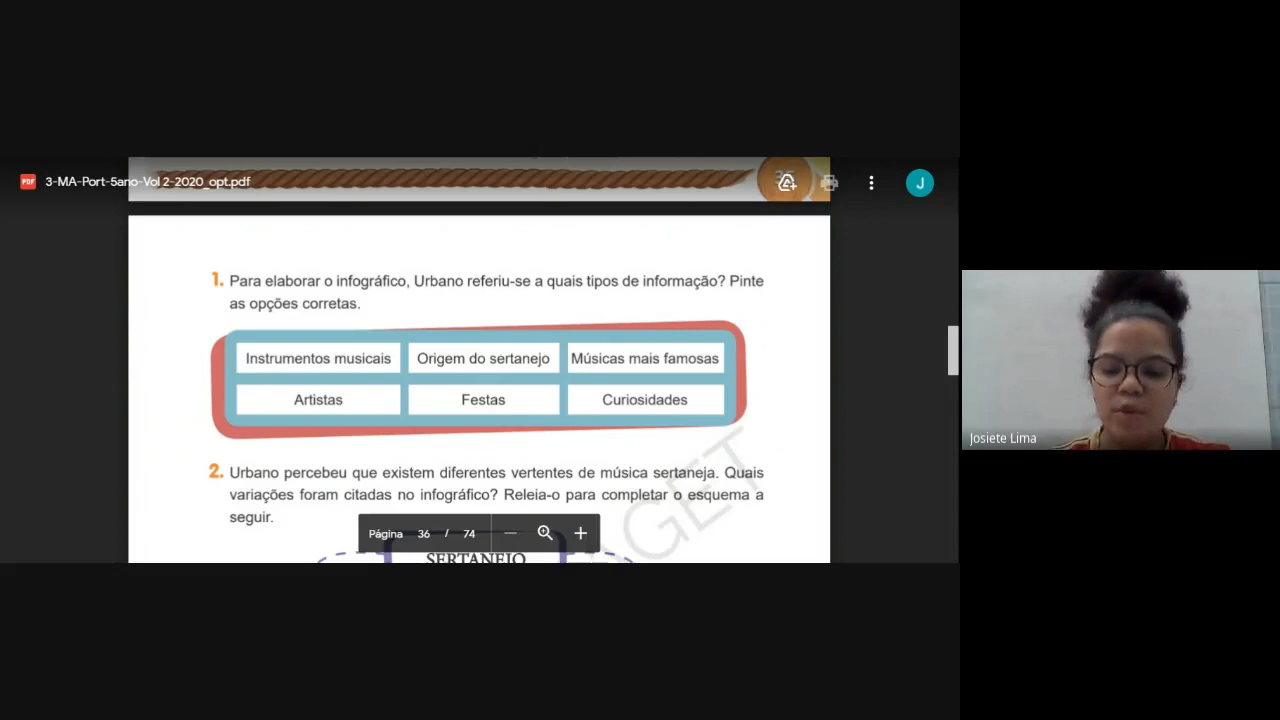 3-MA-Port-5ano-Vol 2-2020_opt.pdf
J
1. Para elaborar o infográfico, Urbano referiu-se a quais tipos de informação? Pinte
as opções corretas.
Instrumentos musicais Origem do sertanejo Músicas mais famosas
Artistas Festas Curiosidades
2. Urbano percebeu que existem diferentes vertentes de música sertaneja. Quais
variações foram citadas no infográfico? Releia-o para completar o esquema a
seguir.
Página 36 / 74
SERTANEJO
Josiete Lima